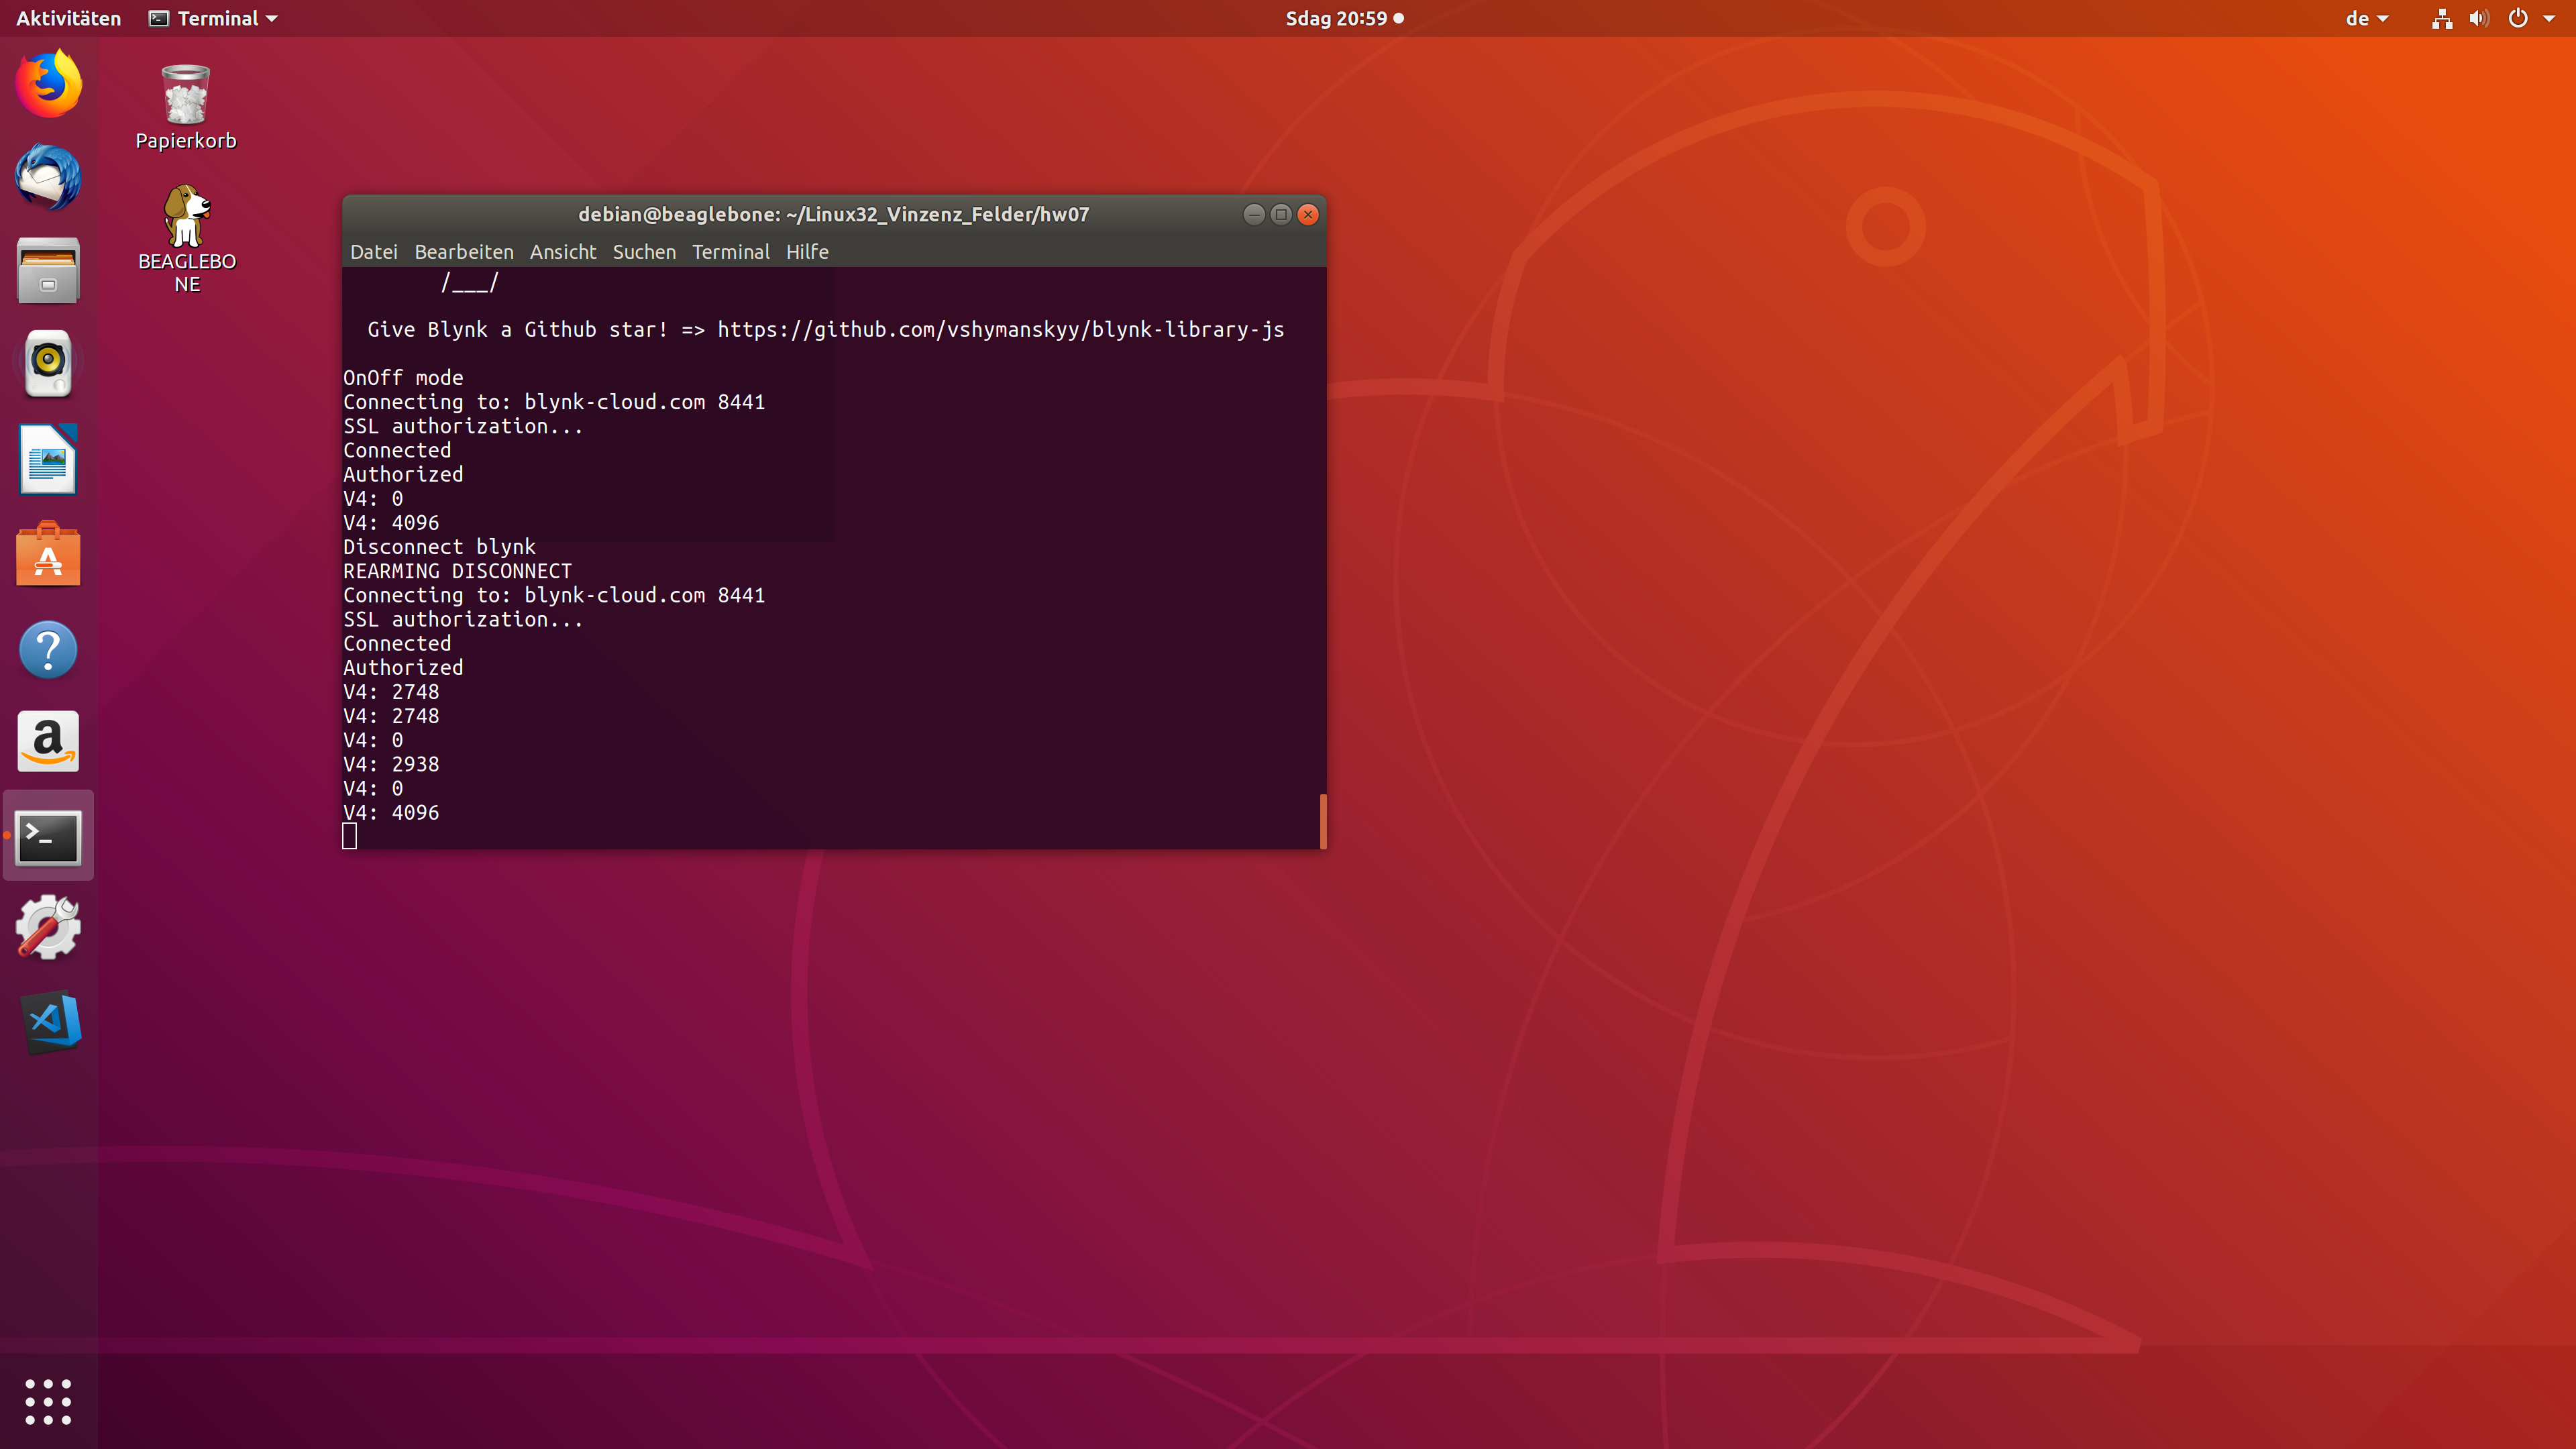 Aktivitäten
Terminal
Sdag 20:59
de
Papierkorb
BEAGLEBO
NE
debian@beaglebone: ~/Linux32_Vinzenz_Felder/hw07
Datei Bearbeiten Ansicht Suchen Terminal Hilfe
/___/
Give Blynk a Github star! => https://github.com/vshymanskyy/blynk-library-js
OnOff mode
Connecting to: blynk-cloud.com 8441
SSL authorization...
Connected
Authorized
V4: 0
V4: 4096
Disconnect blynk
REARMING DISCONNECT
Connecting to: blynk-cloud.com 8441
SSL authorization...
Connected
Authorized
V4: 2748
V4: 2748
V4: 0
V4: 2938
V4: 0
V4: 4096